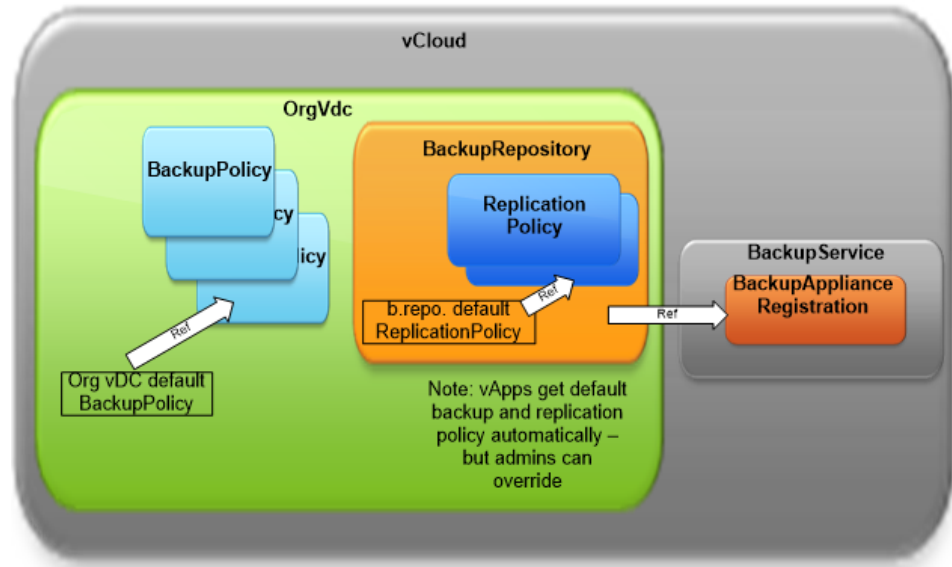 vCloud
OrgVdc
BackupPolicy
cy
licy
Ref
Org vDC default
BackupPolicy
BackupRepository
Replication
Policy
Ref
b.repo. default
ReplicationPolicy
Note: vApps get default
backup and replication
policy automatically –
but admins can
override
Ref
BackupService
BackupAppliance
Registration